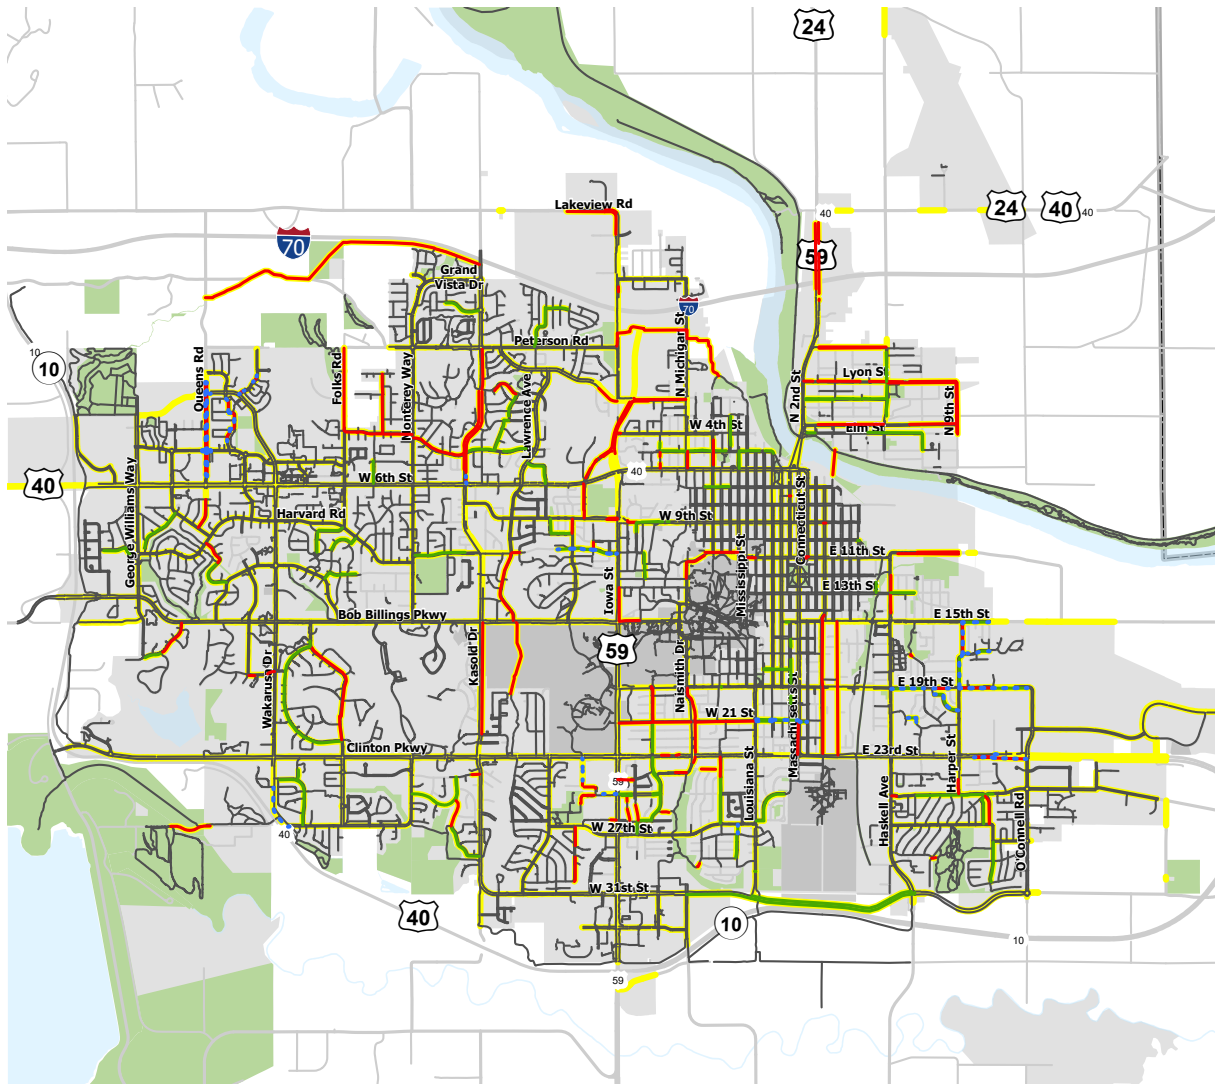 24
Lakeview Rd
24
40
40
40
59
70
Grand
Vista Dr
70
N Michigan St
10
10
Peterson Rd
Queens Rd
Folks Rd
Monterey Way
Lawrence Ave
Lyon St
N 2nd St
N 9th St
Elm St
W 4th St
40
W 6th St
40
Connecticut St
George Williams Way
Harvard Rd
W 9th St
E 11th St
Mississippi St
E 13th St
Iowa St
Bob Billings Pkwy
E 15th St
59
Kasold Dr
Naismith Dr
Wakarusa Dr
E 19th St
W 21 St
Massachusetts St
Clinton Pkwy
E 23rd St
Harper St
59
Louisiana St
Haskell Ave
O'Connell Rd
W 27th St
40
W 31st St
40
10
10
59